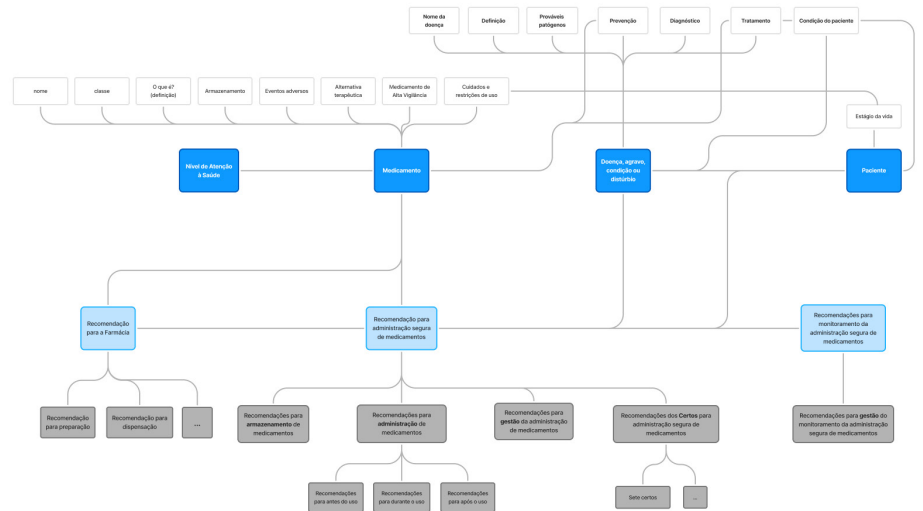 Nome da
doença
Definição
Prováveis
patógenos
Prevenção
Diagnóstico
Tratamento
Condição do paciente
nome
classe
O que é?
(definição)
Armazenamento
Eventos adversos
Alternativa
terapêutica
Medicamento de
Alta Vigilância
Cuidados e
restrições de uso
Estágio da vida
Nível de Atenção
à Saúde
Medicamento
Doença, agravo,
condição ou
distúrbio
Paciente
Recomendação
para a Farmácia
Recomendação para
administração segura
de medicamentos
Recomendações para
monitoramento da
administração segura de
medicamentos
Recomendação
para preparação
Recomendação para
dispensação
...
Recomendações para
armazenamento de
medicamentos
Recomendações para
administração de
medicamentos
Recomendações para
gestão da administração
de medicamentos
Recomendações dos Certos para
administração segura de
medicamentos
Recomendações para gestão do
monitoramento da administração
segura de medicamentos
Recomendações
para antes do uso
Recomendações
para durante o uso
Recomendações
para após o uso
Sete certos
...